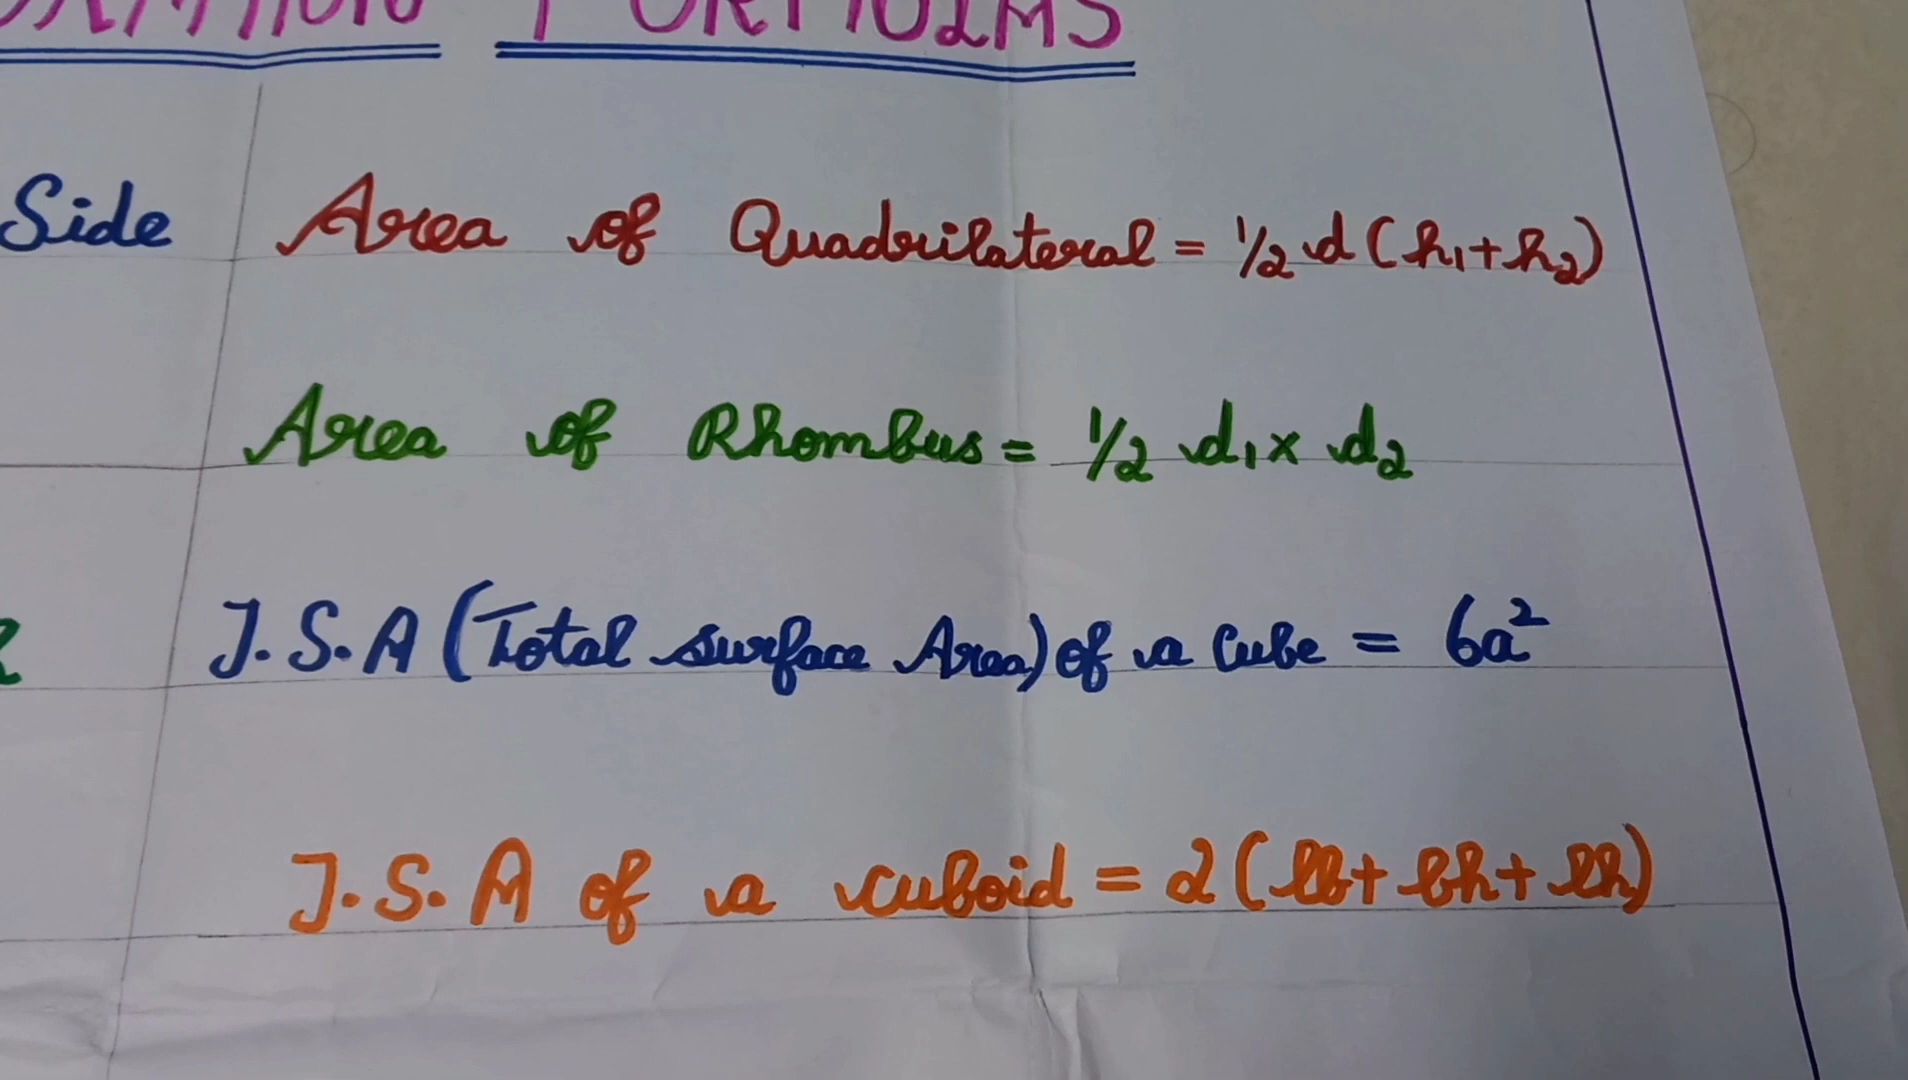 Side
Area of Quadrilateral = 1/2 d (h₁+h₂)
Area of Rhombus = 1/2 d₁ x d₂
T.S.A (Total surface Area) of a Cube = 6a²
T.S.A of a cuboid = 2 (lb + bh + lh)